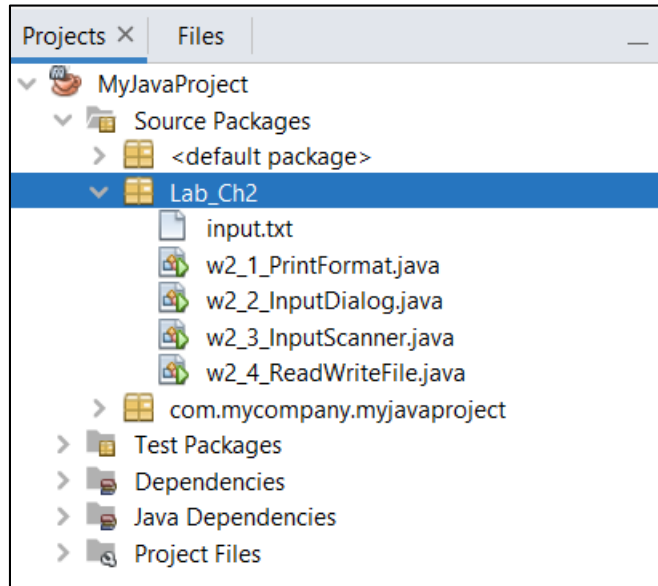 Projects Files
MyJavaProject
Source Packages
<default package>
Lab_Ch2
input.txt
w2_1_PrintFormat.java
w2_2_InputDialog.java
w2_3_InputScanner.java
w2_4_ReadWriteFile.java
com.mycompany.myjavaproject
Test Packages
Dependencies
Java Dependencies
Project Files